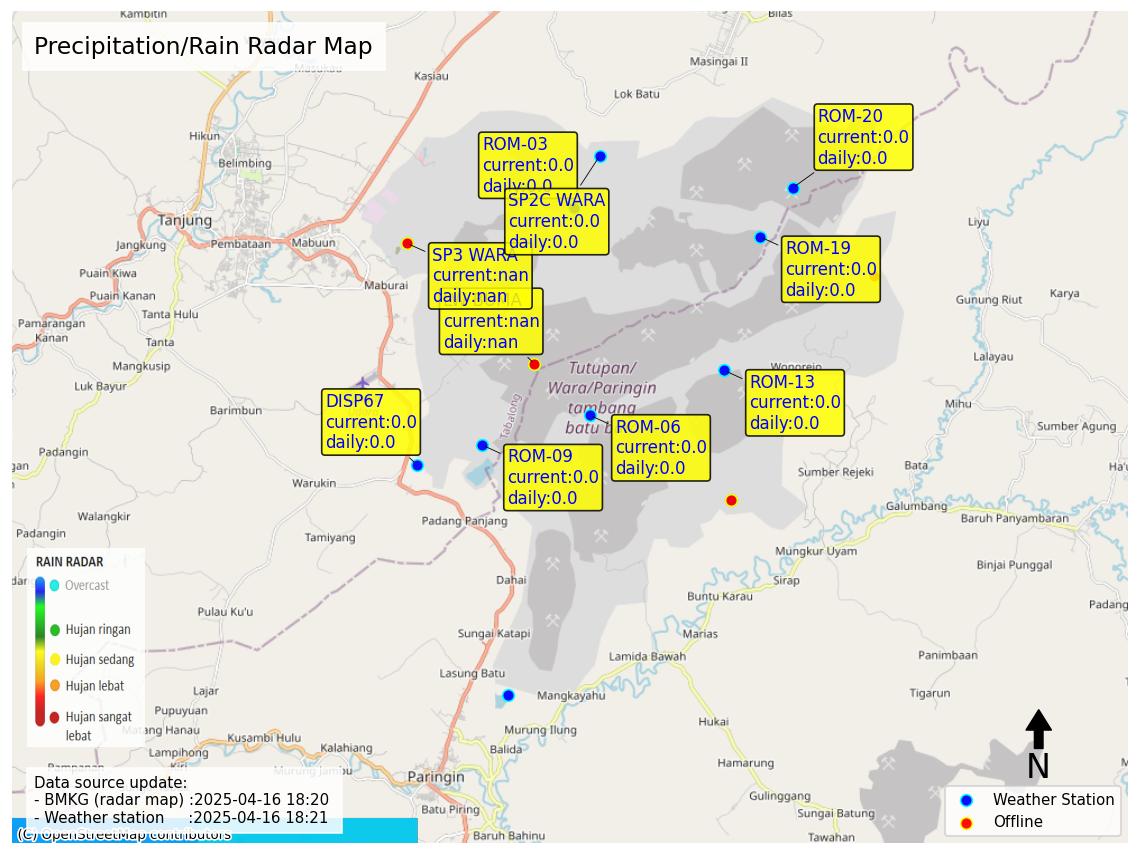 Kambitin
Bilas
Precipitation/Rain Radar Map
Masukau
Kasiau
Masingai II
Lok Batu
Hikun
Belimbing
ROM-03
current:0.0
daily:0.0
ROM-20
current:0.0
daily:0.0
SP2C WARA
current:0.0
daily:0.0
Tanjung
Jangkung
Pembataan
Mabuun
Liyu
SP3 WARA
current:nan
daily:nan
ROM-19
current:0.0
daily:0.0
Puain Kiwa
Maburai
Puain Kanan
Tanta Hulu
Gunung Riut
Karya
current:nan
daily:nan
Pamarangan
Kanan
Tanta
Mangkusip
Luk Bayur
Lalayau
Wonorejo
Tutupan/
Wara/Paringin
tambang
batu b
Tabalong
ROM-13
current:0.0
daily:0.0
DISP67
current:0.0
daily:0.0
Barimbun
Mihu
ROM-06
current:0.0
daily:0.0
Sumber Agung
Padangin
ROM-09
current:0.0
daily:0.0
Bata
Sumber Rejeki
Warukin
Galumbang
Baruh Panyambaran
Walangkir
Padang Panjang
Padangin
Tamiyang
Mungkur Uyam
Binjai Punggal
RAIN RADAR
Overcast
Hujan ringan
Hujan sedang
Hujan lebat
Hujan sangat
lebat
Dahai
Sirap
Buntu Karau
Pulau Ku'u
Padang
Sungai Katapi
Marias
Lamida Bawah
Panimbaan
Lasung Batu
Lajar
Mangkayahu
Tigarun
Pupuyuan
Matang Hanau
Murung Ilung
Hukai
Kusambi Hulu
Kalahiang
Lampihong
Balida
Hamarung
Murung Jambu
Paringin
N
Data source update:
- BMKG (radar map) :2025-04-16 18:20
- Weather station :2025-04-16 18:21
Gulinggang
Batu Piring
Sungai Batung
Baruh Bahinu
Tawahan
Weather Station
Offline
(C) OpenStreetMap contributors